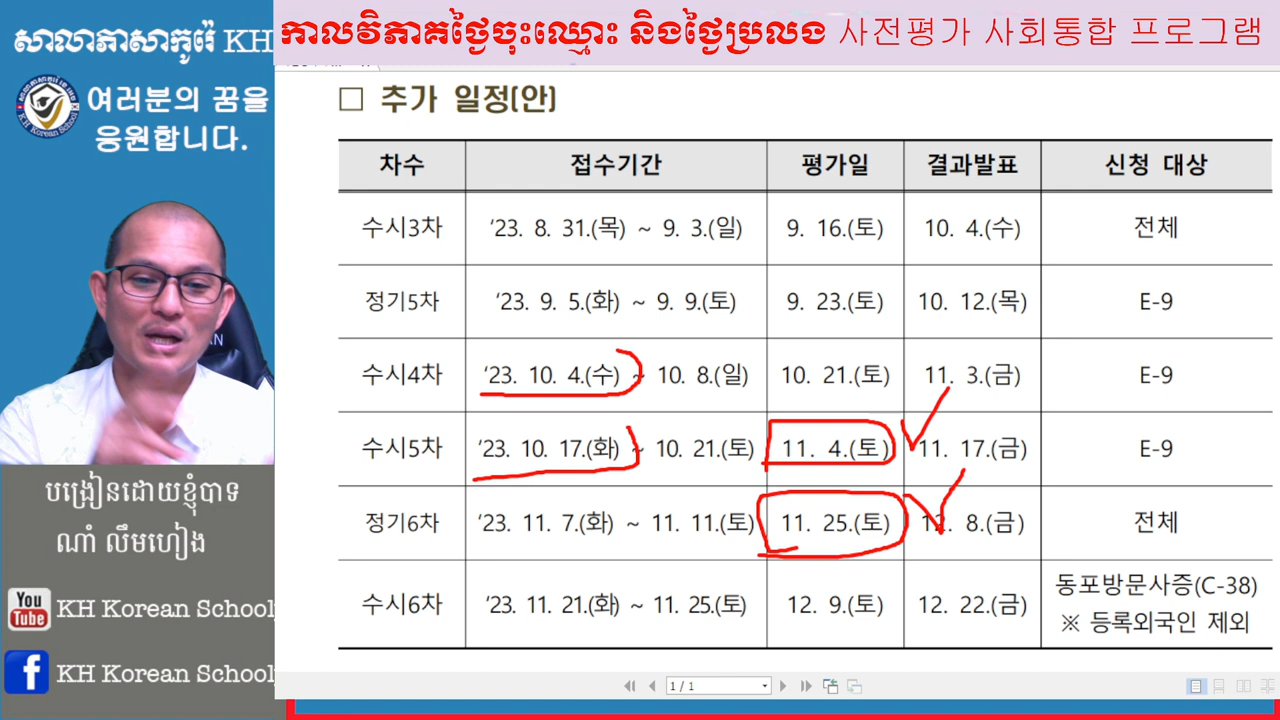 សាលាភាសាកូរ៉េ KH
កាលវិភាគថ្ងៃចុះឈ្មោះ និងថ្ងៃប្រលង 사전평가 사회통합 프로그램
여러분의 꿈을
응원합니다.
KH Korean School
□ 추가 일정(안)
차수 접수기간 평가일 결과발표 신청 대상
수시3차 ‘23. 8. 31.(목) ~ 9. 3.(일) 9. 16.(토) 10. 4.(수) 전체
정기5차 ‘23. 9. 5.(화) ~ 9. 9.(토) 9. 23.(토) 10. 12.(목) E-9
수시4차 ‘23. 10. 4.(수) ~ 10. 8.(일) 10. 21.(토) 11. 3.(금) E-9
수시5차 ‘23. 10. 17.(화) ~ 10. 21.(토) 11. 4.(토) 11. 17.(금) E-9
정기6차 ‘23. 11. 7.(화) ~ 11. 11.(토) 11. 25.(토) 12. 8.(금) 전체
수시6차 ‘23. 11. 21.(화) ~ 11. 25.(토) 12. 9.(토) 12. 22.(금) 동포방문사증(C-38)
※ 등록외국인 제외
បង្រៀនដោយខ្ញុំបាទ
ណាំ លឹមហៀង
You Tube KH Korean School
f KH Korean School
1 / 1